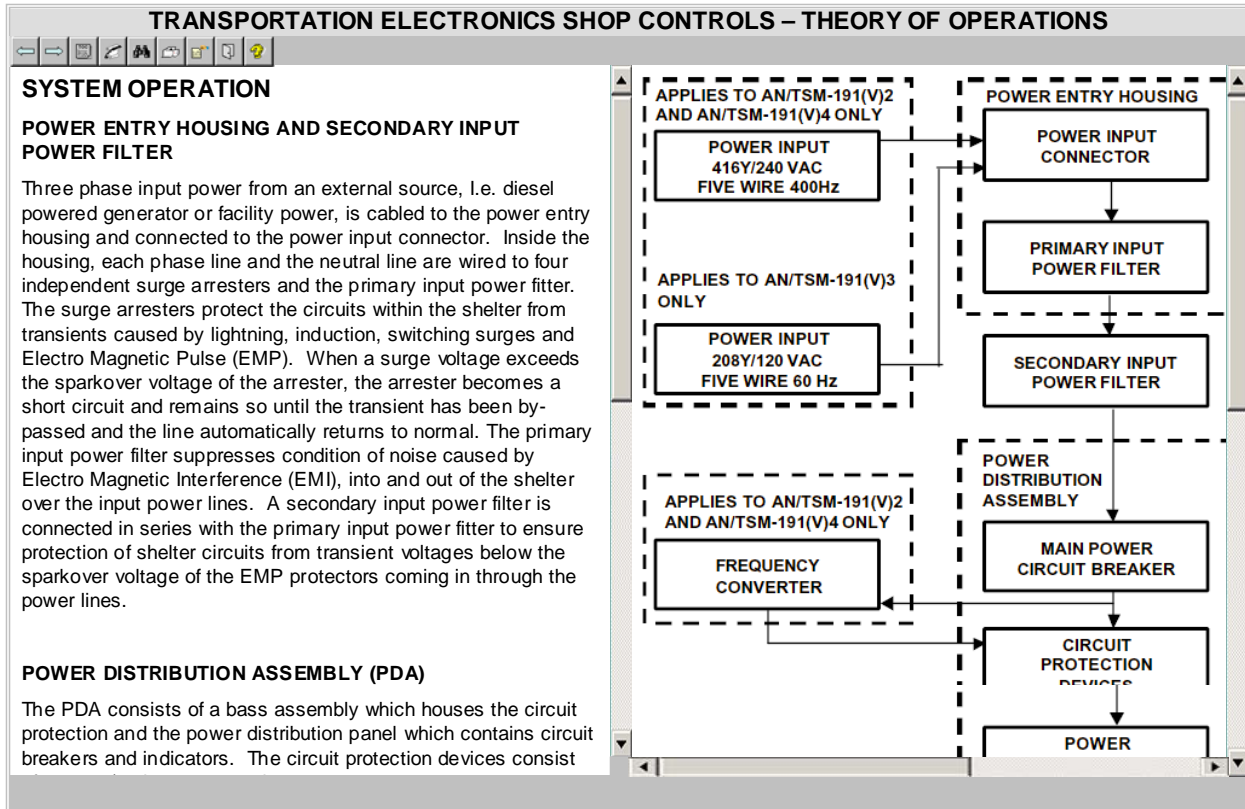 TRANSPORTATION ELECTRONICS SHOP CONTROLS – THEORY OF OPERATIONS
SYSTEM OPERATION
POWER ENTRY HOUSING AND SECONDARY INPUT
POWER FILTER
Three phase input power from an external source, I.e. diesel
powered generator or facility power, is cabled to the power entry
housing and connected to the power input connector. Inside the
housing, each phase line and the neutral line are wired to four
independent surge arresters and the primary input power fitter.
The surge arresters protect the circuits within the shelter from
transients caused by lightning, induction, switching surges and
Electro Magnetic Pulse (EMP). When a surge voltage exceeds
the sparkover voltage of the arrester, the arrester becomes a
short circuit and remains so until the transient has been by-
passed and the line automatically returns to normal. The primary
input power filter suppresses condition of noise caused by
Electro Magnetic Interference (EMI), into and out of the shelter
over the input power lines. A secondary input power filter is
connected in series with the primary input power fitter to ensure
protection of shelter circuits from transient voltages below the
sparkover voltage of the EMP protectors coming in through the
power lines.
POWER DISTRIBUTION ASSEMBLY (PDA)
The PDA consists of a bass assembly which houses the circuit
protection and the power distribution panel which contains circuit
breakers and indicators. The circuit protection devices consist
APPLIES TO AN/TSM-191(V)2
AND AN/TSM-191(V)4 ONLY
POWER INPUT
416Y/240 VAC
FIVE WIRE 400Hz
APPLIES TO AN/TSM-191(V)3
ONLY
POWER INPUT
208Y/120 VAC
FIVE WIRE 60 Hz
POWER ENTRY HOUSING
POWER INPUT
CONNECTOR
PRIMARY INPUT
POWER FILTER
SECONDARY INPUT
POWER FILTER
POWER
DISTRIBUTION
ASSEMBLY
MAIN POWER
CIRCUIT BREAKER
APPLIES TO AN/TSM-191(V)2
AND AN/TSM-191(V)4 ONLY
FREQUENCY
CONVERTER
CIRCUIT
PROTECTION
DEVICES
POWER